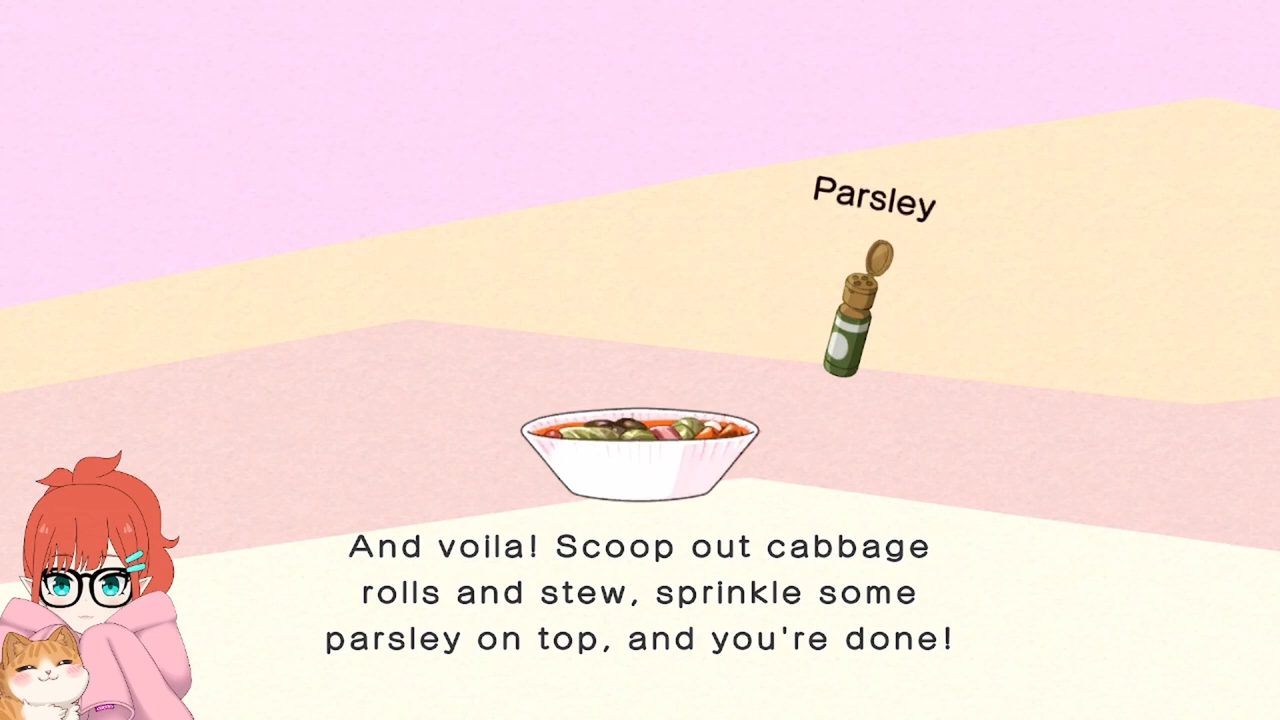 Parsley
And voila! Scoop out cabbage
rolls and stew, sprinkle some
parsley on top, and you're done!